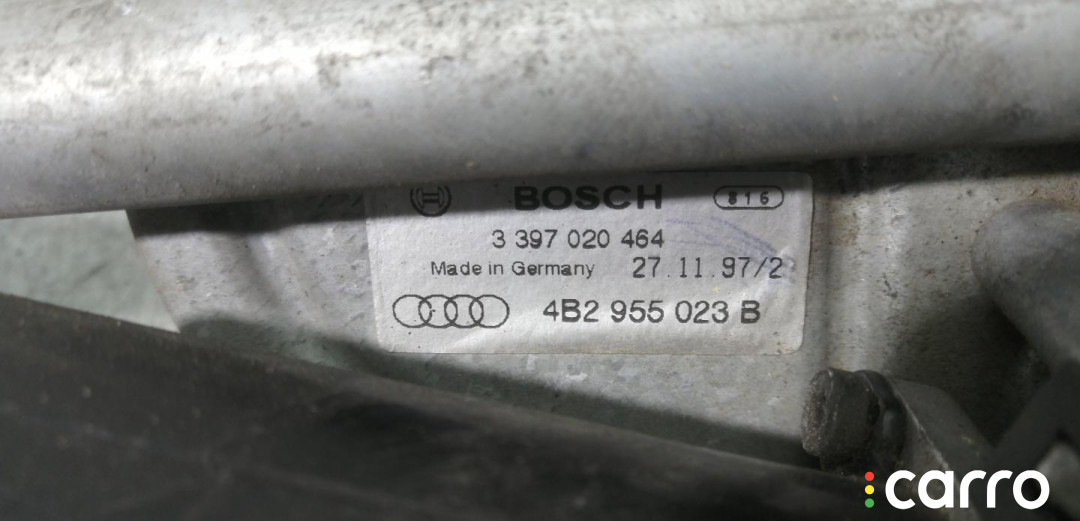 BOSCH 816
3 397 020 464
Made in Germany 27.11.97/2
4B2 955 023 B
carro